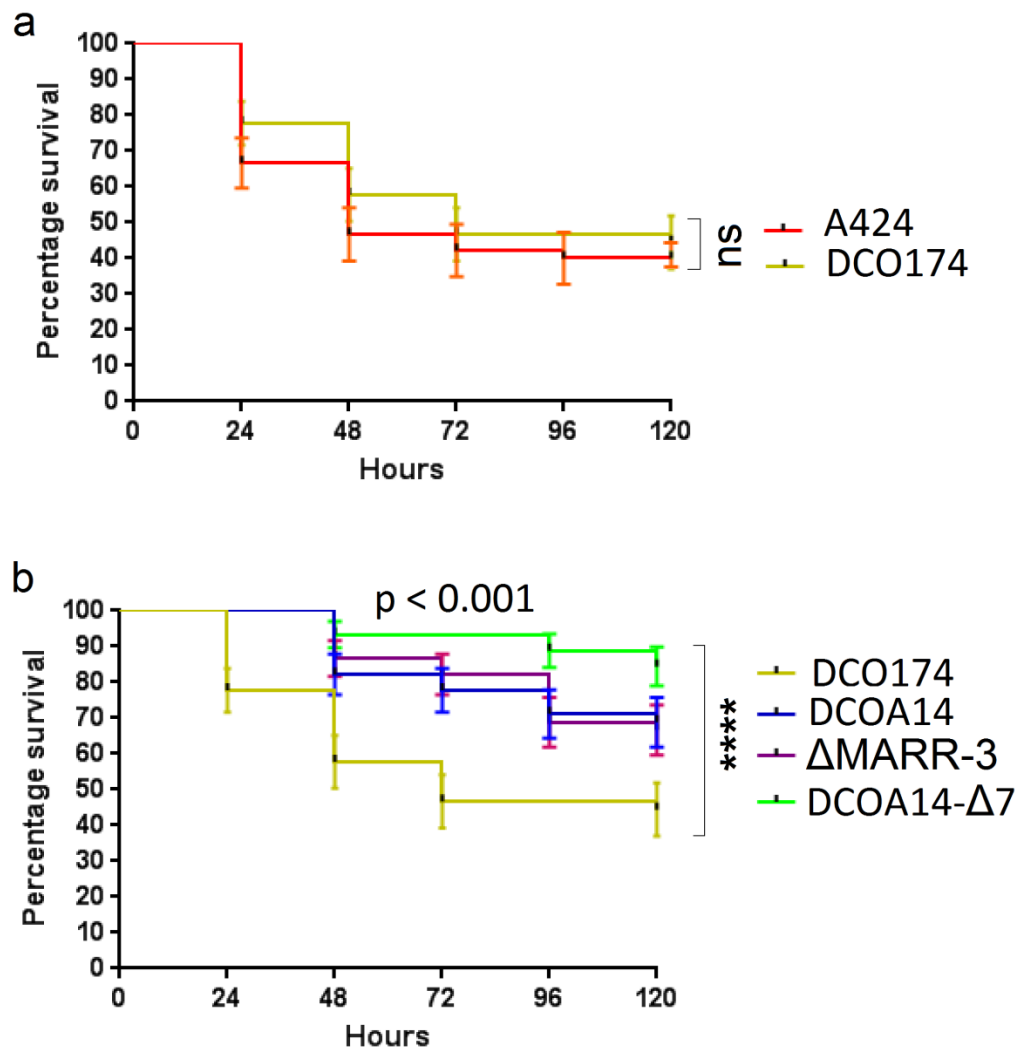 a
100
90
80
70
60
50
40
30
20
10
0
Percentage survival
0 24 48 72 96 120
Hours
ns
A424
DCO174
b
p < 0.001
100
90
80
70
60
50
40
30
20
10
0
Percentage survival
0 24 48 72 96 120
Hours
****
DCO174
DCOA14
ΔMARR-3
DCOA14-Δ7